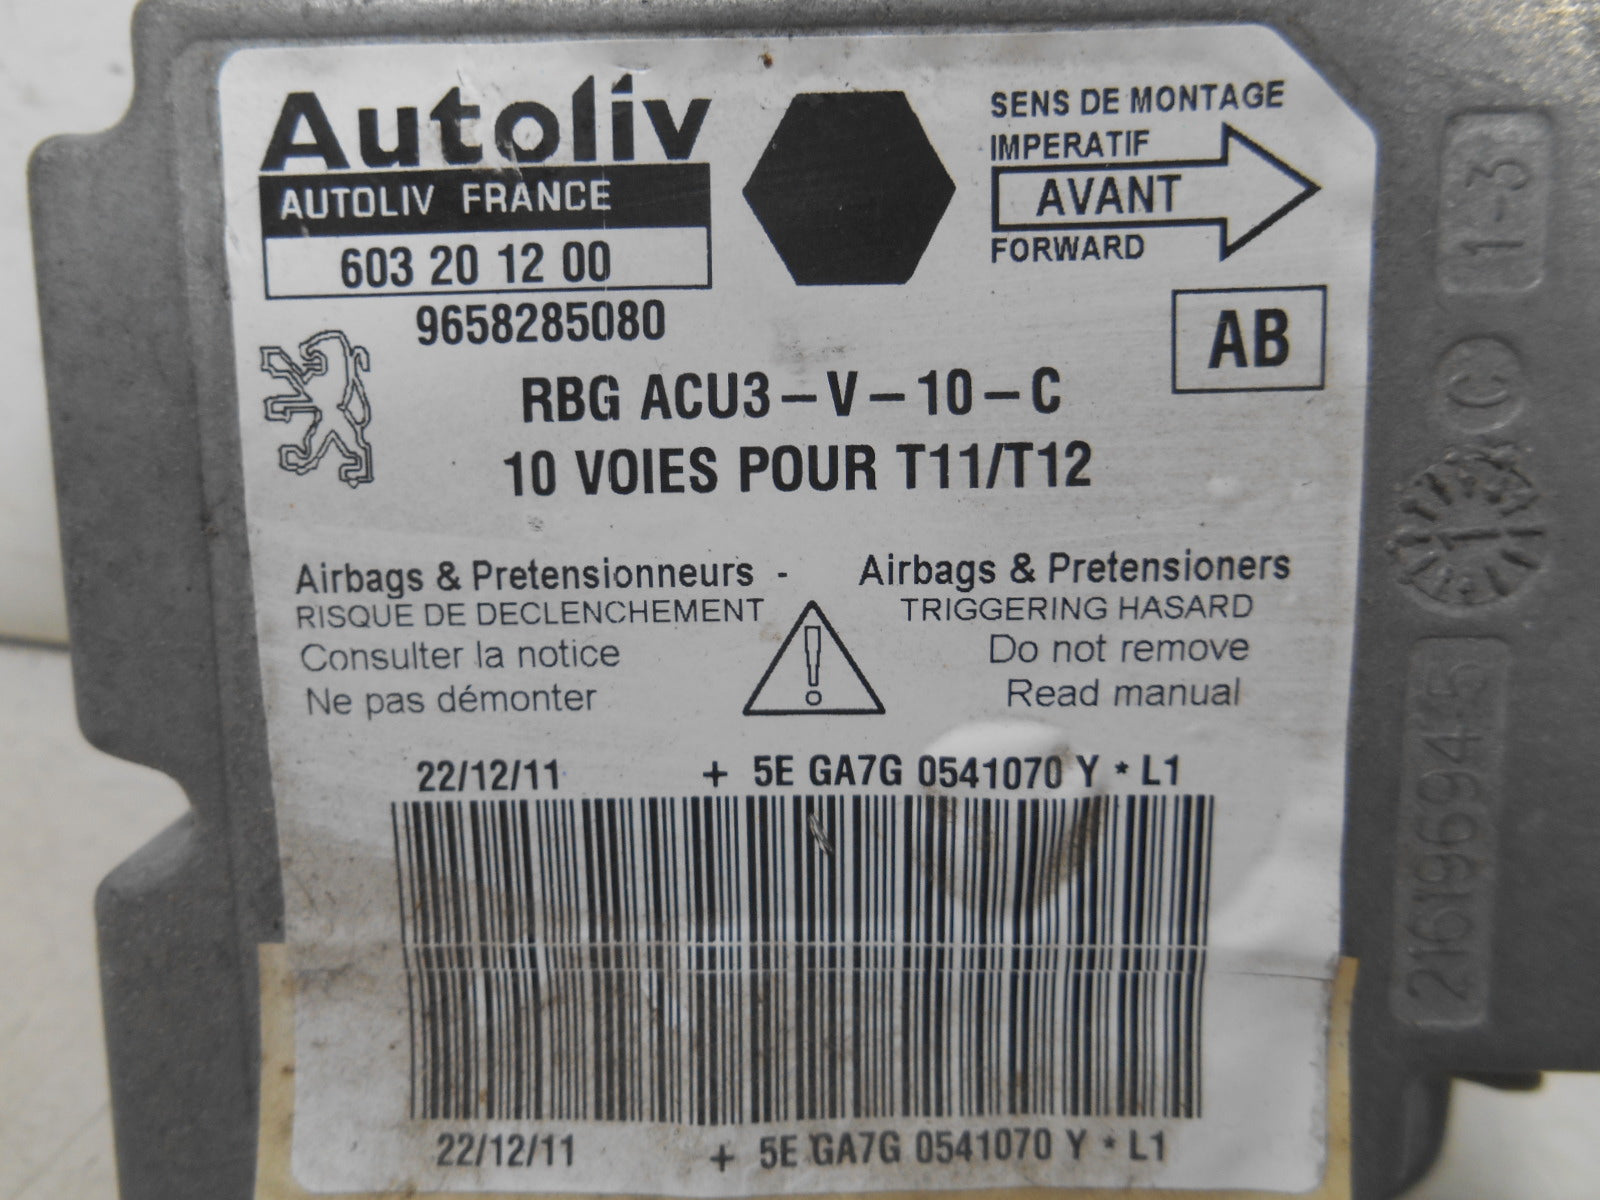 Autoliv
AUTOLIV FRANCE
603 20 12 00
9658285080
SENS DE MONTAGE
IMPERATIF
AVANT
FORWARD
AB
RBG ACU3-V-10-C
10 VOIES POUR T11/T12
Airbags & Pretensionneurs - Airbags & Pretensioners
RISQUE DE DECLENCHEMENT TRIGGERING HASARD
Consulter la notice Do not remove
Ne pas démonter Read manual
22/12/11 + 5E GA7G 0541070 Y * L1
22/12/11 + 5E GA7G 0541070 Y * L1
1-3
C
216196945